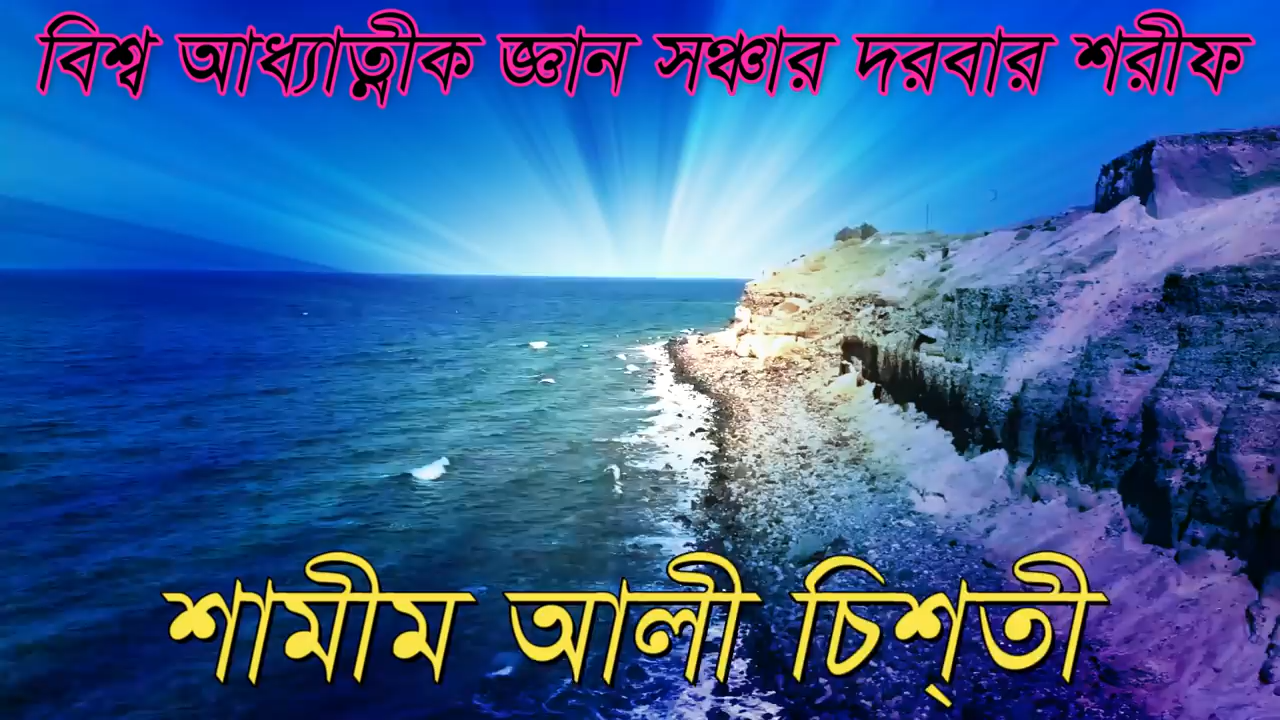 বিশ্ব আধ্যাত্নীক জ্ঞান সঞ্চার দরবার শরীফ
শামীম আলী চিশ্‌তী